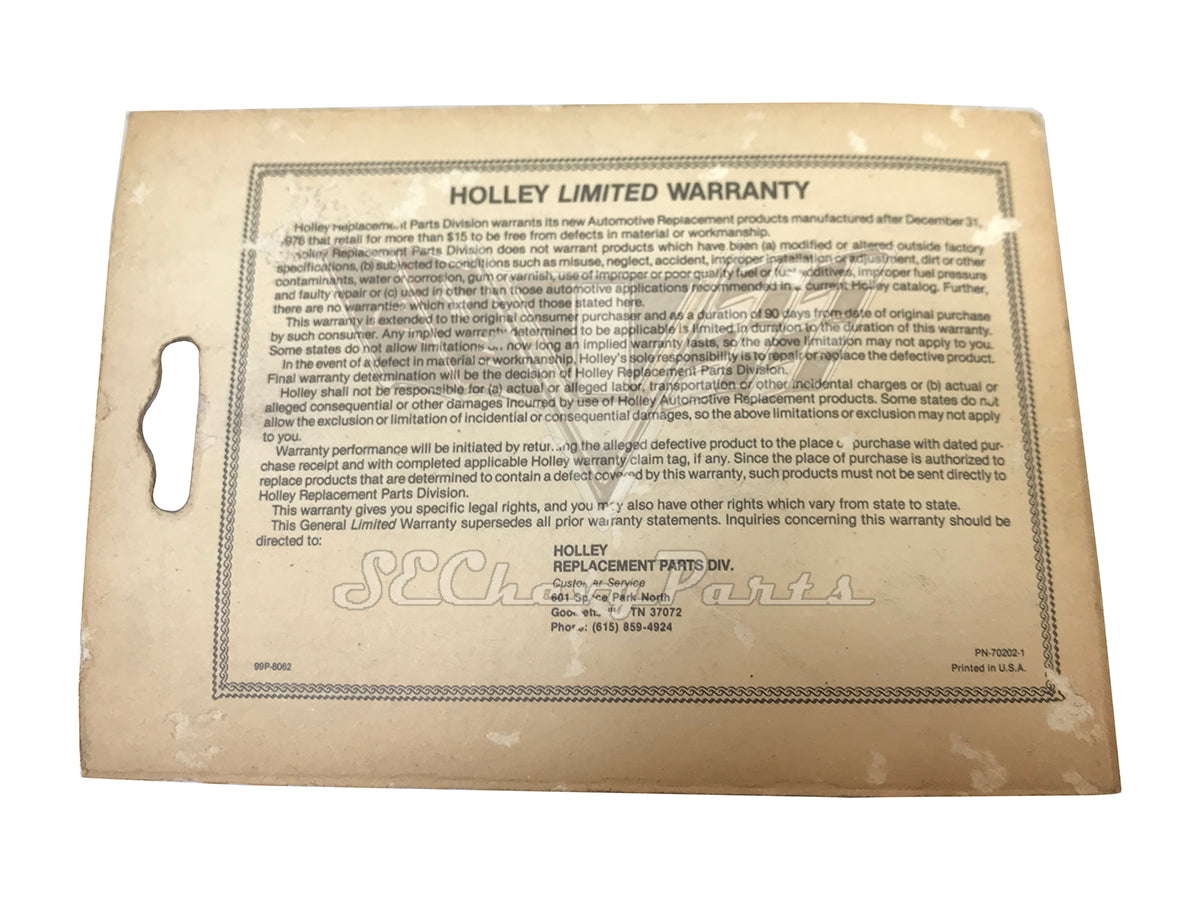 HOLLEY LIMITED WARRANTY
Holley Replacement Parts Division warrants its new Automotive Replacement products manufactured after December 31,
1976 that retail for more than $15 to be free from defects in material or workmanship.
Holley Replacement Parts Division does not warrant products which have been (a) modified or altered outside factory
specifications, (b) subjected to conditions such as misuse, neglect, accident, improper installation or adjustment, dirt or other
contaminants, water or corrosion, gum or varnish, use of improper or poor quality fuel or fuel additives, improper fuel pressure
and faulty repair or (c) used in other than those automotive applications recommended in a current Holley catalog. Further,
there are no warranties which extend beyond those stated here.
This warranty is extended to the original consumer purchaser and as a duration of 90 days from date of original purchase
by such consumer. Any implied warranty determined to be applicable is limited in duration to the duration of this warranty.
Some states do not allow limitations on how long an implied warranty lasts, so the above limitation may not apply to you.
In the event of a defect in material or workmanship, Holley's sole responsibility is to repair or replace the defective product.
Final warranty determination will be the decision of Holley Replacement Parts Division.
Holley shall not be responsible for (a) actual or alleged labor, transportation or other incidental charges or (b) actual or
alleged consequential or other damages incurred by use of Holley Automotive Replacement products. Some states do not
allow the exclusion or limitation of incidential or consequential damages, so the above limitations or exclusion may not apply
to you.
Warranty performance will be initiated by returning the alleged defective product to the place of purchase with dated pur-
chase receipt and with completed applicable Holley warranty claim tag, if any. Since the place of purchase is authorized to
replace products that are determined to contain a defect covered by this warranty, such products must not be sent directly to
Holley Replacement Parts Division.
This warranty gives you specific legal rights, and you may also have other rights which vary from state to state.
This General Limited Warranty supersedes all prior warranty statements. Inquiries concerning this warranty should be
directed to:
HOLLEY
REPLACEMENT PARTS DIV.
Customer Service
601 Space Park North
Goodlettsville, TN 37072
Phone: (615) 859-4924
SEChevyParts
99P-8062
PN-70202-1
Printed in U.S.A.